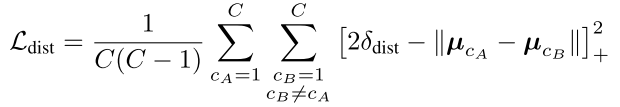 $$\mathcal{L}_{\text{dist}} = \frac{1}{C(C-1)} \sum_{c_A=1}^{C} \sum_{\substack{c_B=1 \\ c_B \neq c_A}}^{C} \left[ 2\delta_{\text{dist}} - \| \boldsymbol{\mu}_{c_A} - \boldsymbol{\mu}_{c_B} \| \right]_+^2$$